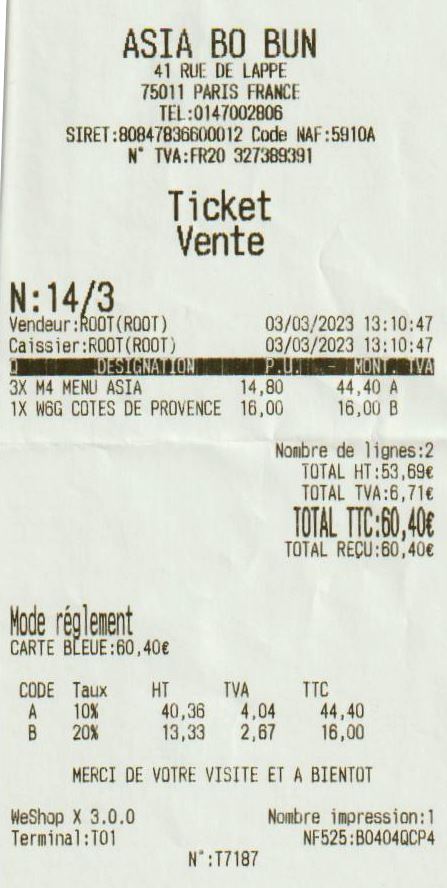 ASIA BO BUN
41 RUE DE LAPPE
75011 PARIS FRANCE
TEL:0147002806
SIRET:80847836600012 Code NAF:5910A
N° TVA:FR20 327389391
Ticket
Vente
N:14/3
Vendeur:ROOT(ROOT) 03/03/2023 13:10:47
Caissier:ROOT(ROOT) 03/03/2023 13:10:47
Q DESIGNATION P.U. - MONT. TVA
3X M4 MENU ASIA 14,80 44,40 A
1X W6G COTES DE PROVENCE 16,00 16,00 B
Nombre de lignes:2
TOTAL HT:53,69€
TOTAL TVA:6,71€
TOTAL TTC:60,40€
TOTAL REÇU:60,40€
Mode réglement
CARTE BLEUE:60,40€
CODE Taux HT TVA TTC
A 10% 40,36 4,04 44,40
B 20% 13,33 2,67 16,00
MERCI DE VOTRE VISITE ET A BIENTOT
WeShop X 3.0.0 Nombre impression:1
Terminal:T01 NF525:B0404QCP4
N°:T7187